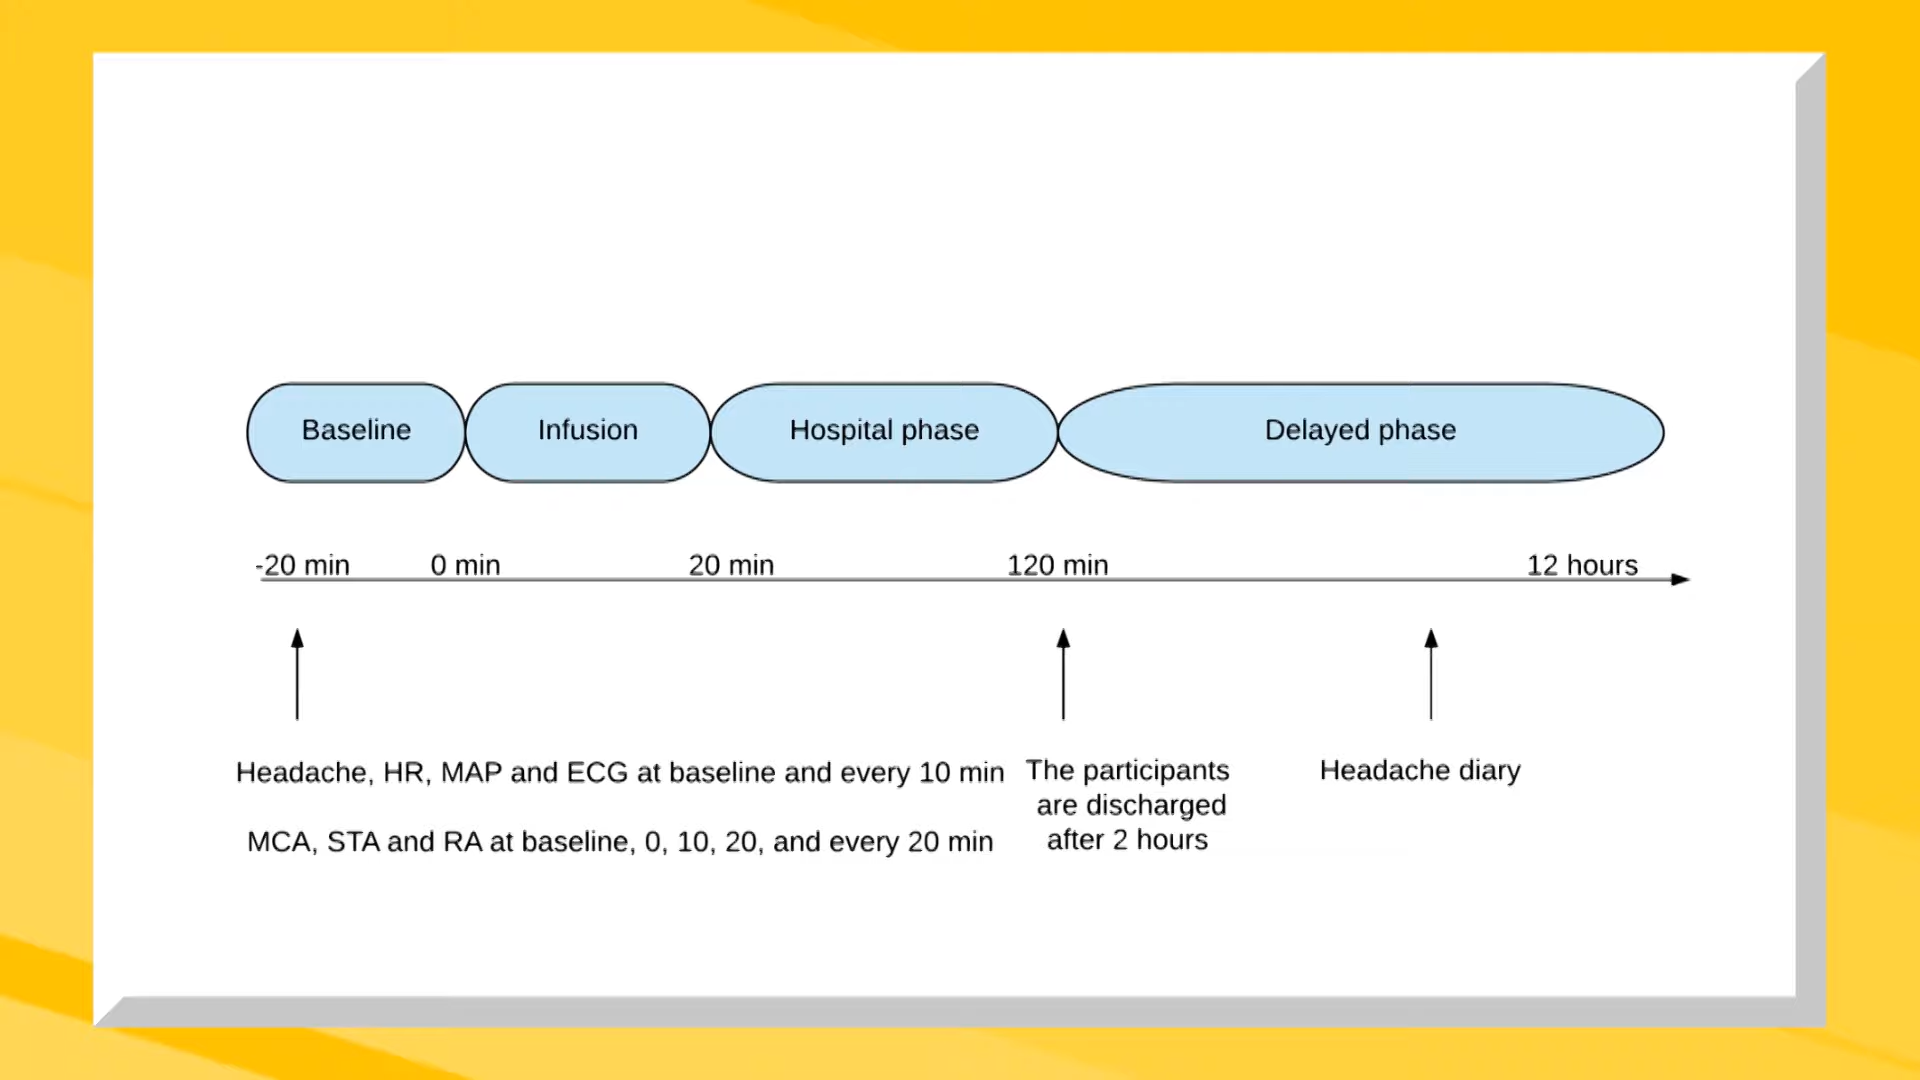 Baseline
Infusion
Hospital phase
Delayed phase
-20 min
0 min
20 min
120 min
12 hours
Headache, HR, MAP and ECG at baseline and every 10 min
MCA, STA and RA at baseline, 0, 10, 20, and every 20 min
The participants
are discharged
after 2 hours
Headache diary